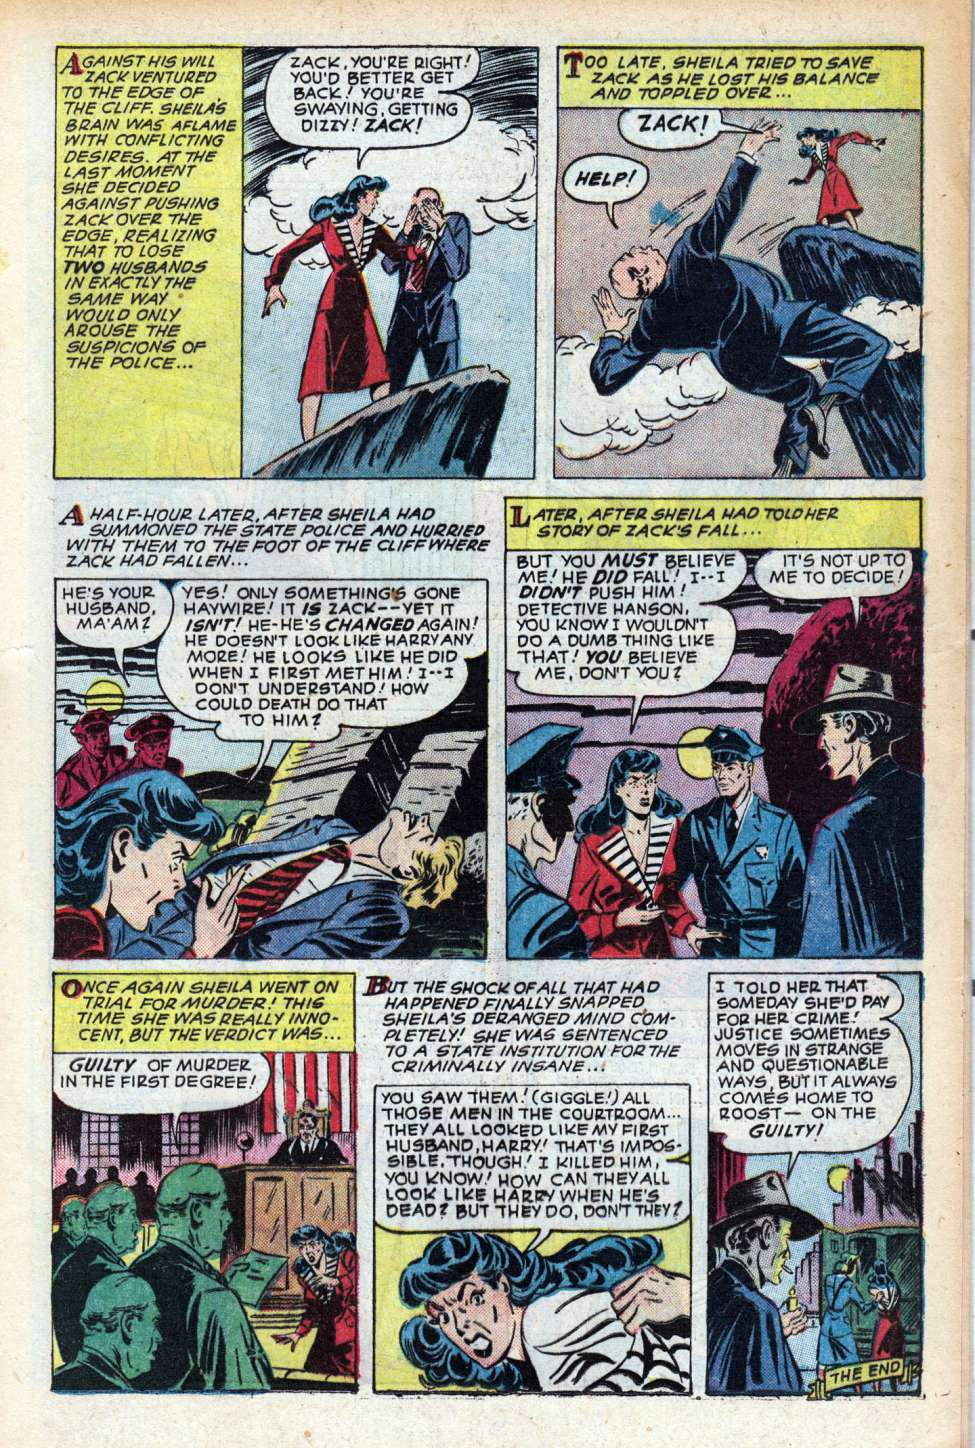 AGAINST HIS WILL
ZACK VENTURED
TO THE EDGE OF
THE CLIFF. SHEILA'S
BRAIN WAS AFLAME
WITH CONFLICTING
DESIRES. AT THE
LAST MOMENT
SHE DECIDED
AGAINST PUSHING
ZACK OVER THE
EDGE, REALIZING
THAT TO LOSE
TWO HUSBANDS
IN EXACTLY THE
SAME WAY
WOULD ONLY
AROUSE THE
SUSPICIONS OF
THE POLICE...
ZACK, YOU'RE RIGHT!
YOU'D BETTER GET
BACK! YOU'RE
SWAYING, GETTING
DIZZY! ZACK!
TOO LATE, SHEILA TRIED TO SAVE
ZACK AS HE LOST HIS BALANCE
AND TOPPLED OVER...
ZACK!
HELP!
A HALF-HOUR LATER, AFTER SHEILA HAD
SUMMONED THE STATE POLICE AND HURRIED
WITH THEM TO THE FOOT OF THE CLIFF WHERE
ZACK HAD FALLEN...
HE'S YOUR
HUSBAND,
MA'AM?
YES! ONLY SOMETHING'S GONE
HAYWIRE! IT IS ZACK--YET IT
ISN'T! HE-HE'S CHANGED AGAIN!
HE DOESN'T LOOK LIKE HARRY ANY
MORE! HE LOOKS LIKE HE DID
WHEN I FIRST MET HIM! I--I
DON'T UNDERSTAND! HOW
COULD DEATH DO THAT
TO HIM?
LATER, AFTER SHEILA HAD TOLD HER
STORY OF ZACK'S FALL...
BUT YOU MUST BELIEVE
ME! HE DID FALL! I--I
DIDN'T PUSH HIM!
DETECTIVE HANSON,
YOU KNOW I WOULDN'T
DO A DUMB THING LIKE
THAT! YOU BELIEVE
ME, DON'T YOU?
IT'S NOT UP TO
ME TO DECIDE!
ONCE AGAIN SHEILA WENT ON
TRIAL FOR MURDER! THIS
TIME SHE WAS REALLY INNO-
CENT, BUT THE VERDICT WAS...
GUILTY OF MURDER
IN THE FIRST DEGREE!
BUT THE SHOCK OF ALL THAT HAD
HAPPENED FINALLY SNAPPED
SHEILA'S DERANGED MIND COM-
PLETELY! SHE WAS SENTENCED
TO A STATE INSTITUTION FOR THE
CRIMINALLY INSANE...
YOU SAW THEM! (GIGGLE!) ALL
THOSE MEN IN THE COURTROOM...
THEY ALL LOOKED LIKE MY FIRST
HUSBAND, HARRY! THAT'S IMPOS-
SIBLE, THOUGH! I KILLED HIM,
YOU KNOW! HOW CAN THEY ALL
LOOK LIKE HARRY WHEN HE'S
DEAD? BUT THEY DO, DON'T THEY?
I TOLD HER THAT
SOMEDAY SHE'D PAY
FOR HER CRIME!
JUSTICE SOMETIMES
MOVES IN STRANGE
AND QUESTIONABLE
WAYS, BUT IT ALWAYS
COMES HOME TO
ROOST— ON THE
GUILTY!
THE END